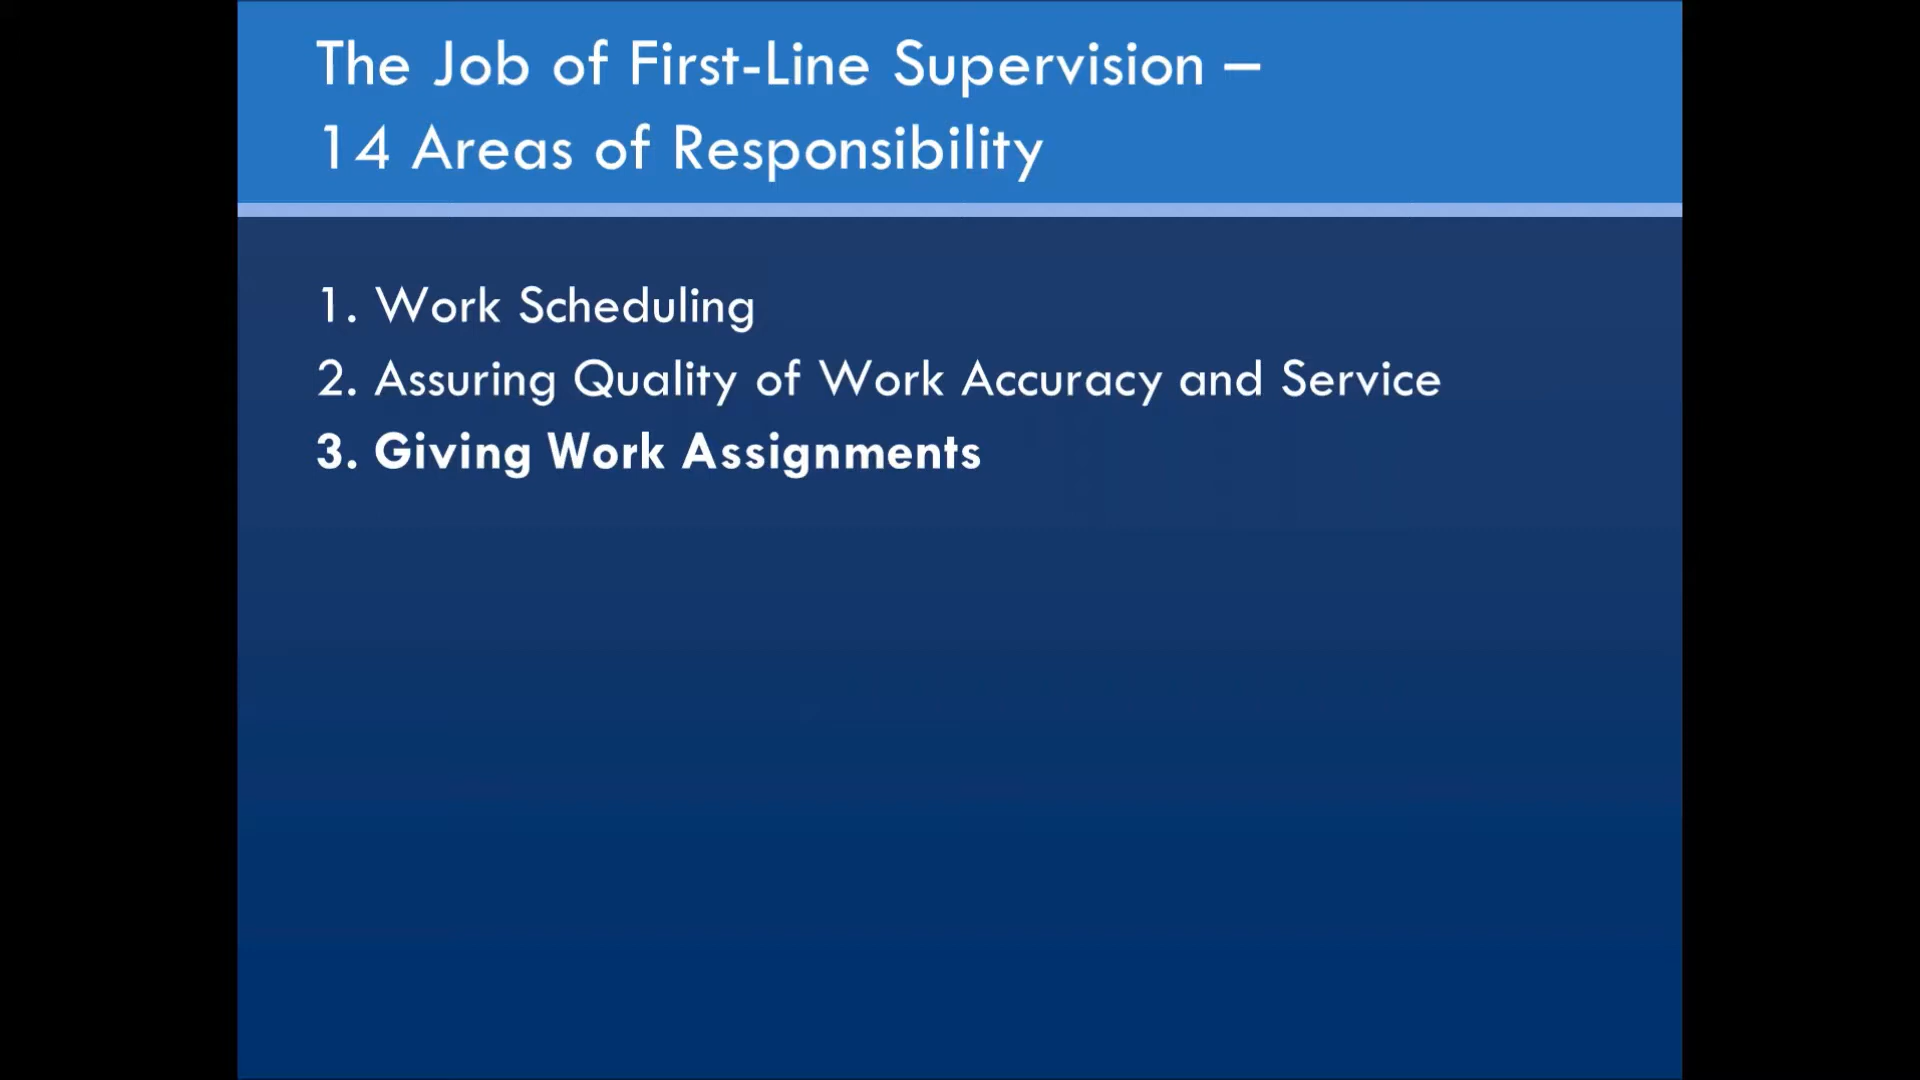 The Job of First-Line Supervision –
14 Areas of Responsibility
1. Work Scheduling
2. Assuring Quality of Work Accuracy and Service
3. Giving Work Assignments